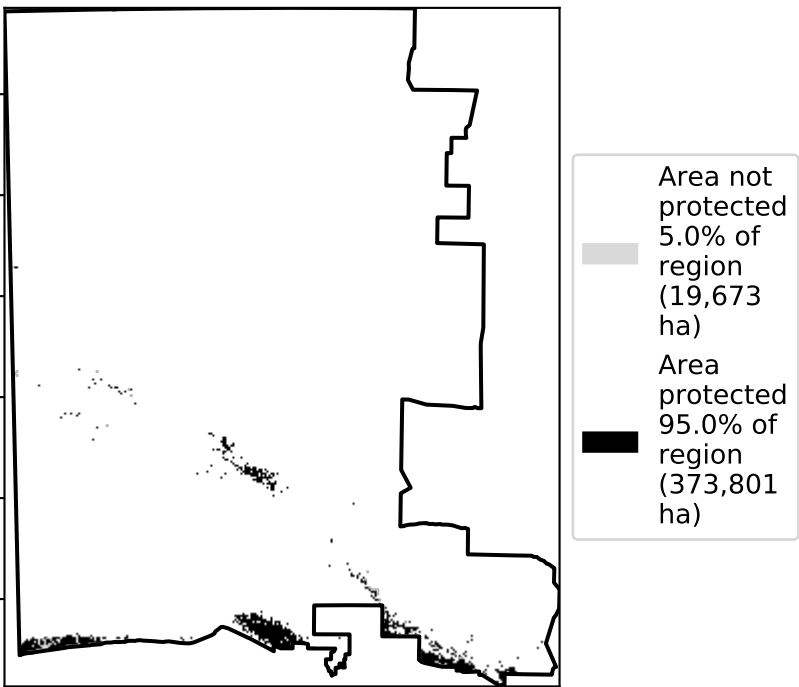 Area not
protected
5.0% of
region
(19,673
ha)
Area
protected
95.0% of
region
(373,801
ha)